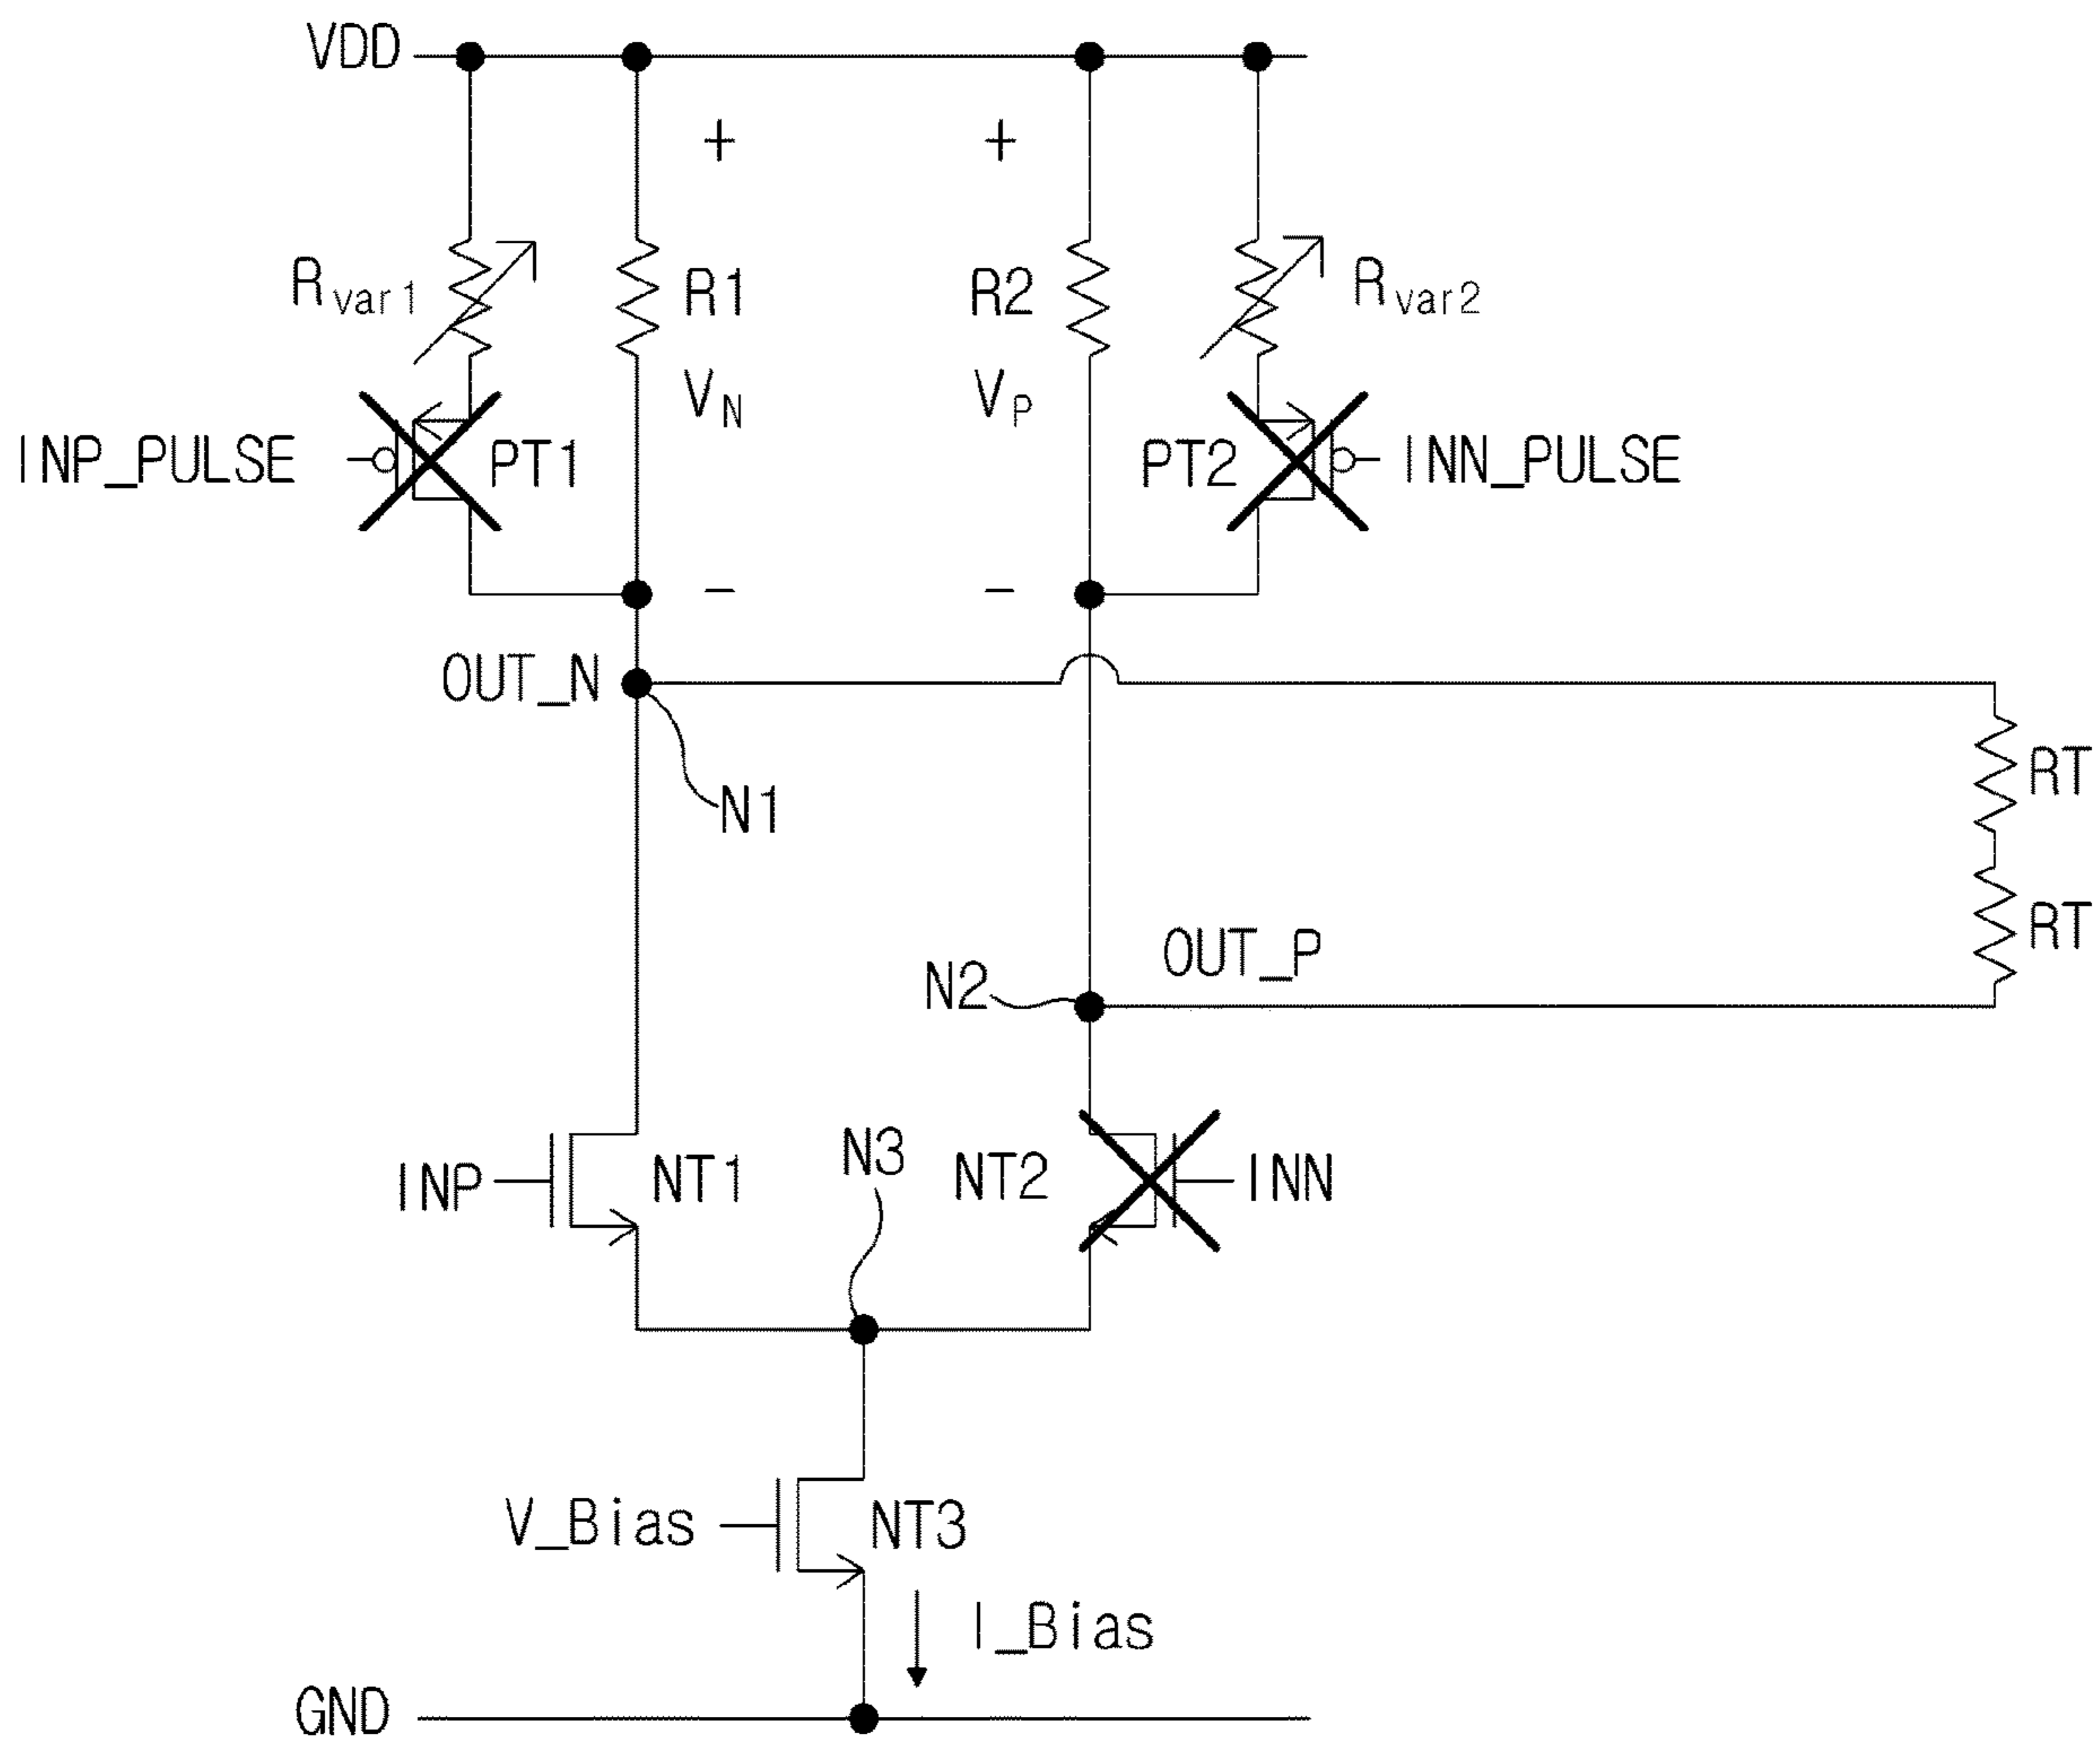 VDD
+ +
Rvar1 R1 R2 Rvar2
VN VP
INP_PULSE PT1 PT2 INN_PULSE
- -
OUT_N
RT
N1
RT
OUT_P
N2
N3
INP NT1 NT2 INN
V_Bias NT3
I_Bias
GND